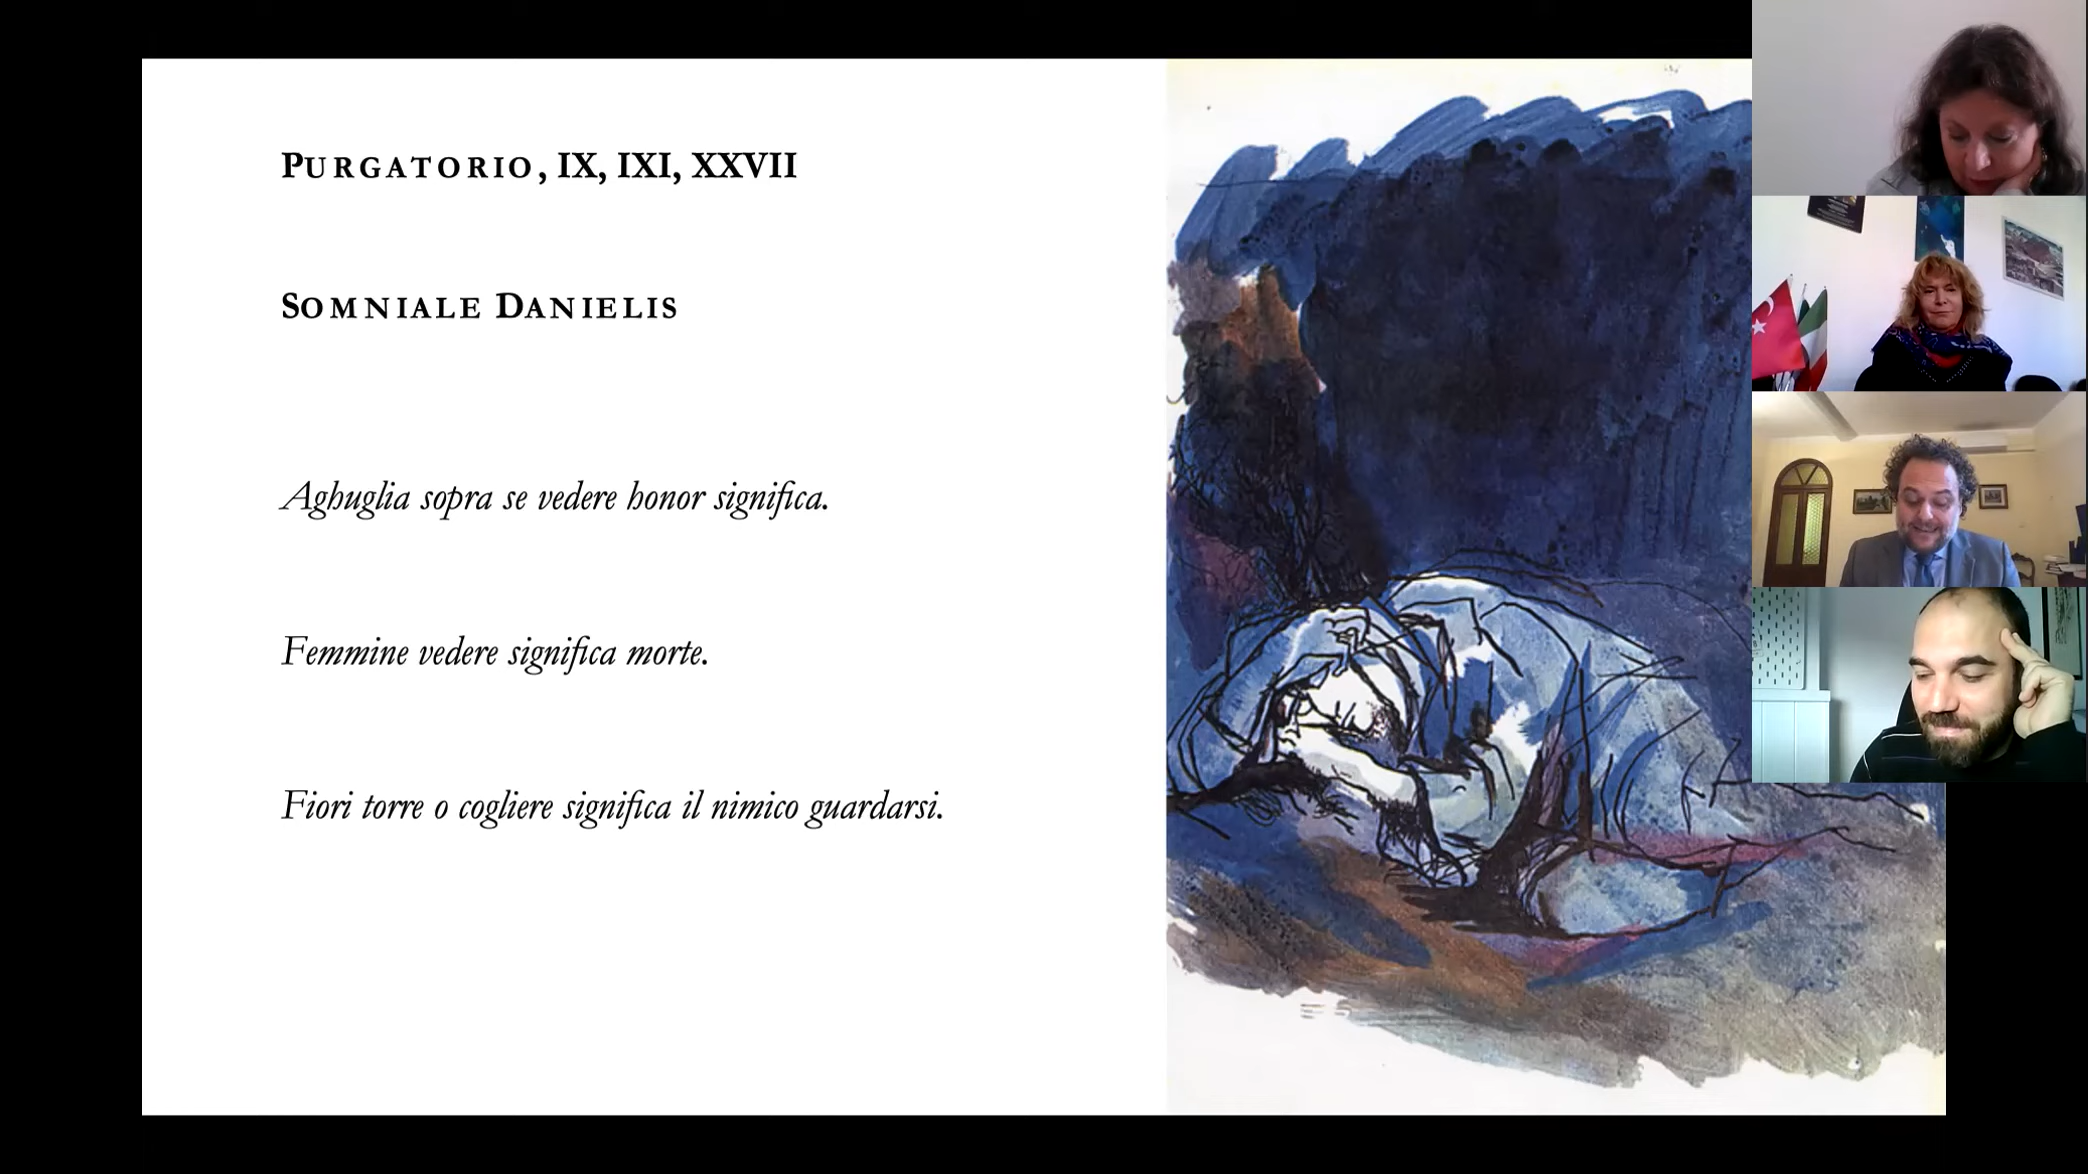 PURGATORIO, IX, IXI, XXVII
SOMNIALE DANIELIS
Aghuglia sopra se vedere honor significa.
Femmine vedere significa morte.
Fiori torre o cogliere significa il nimico guardarsi.